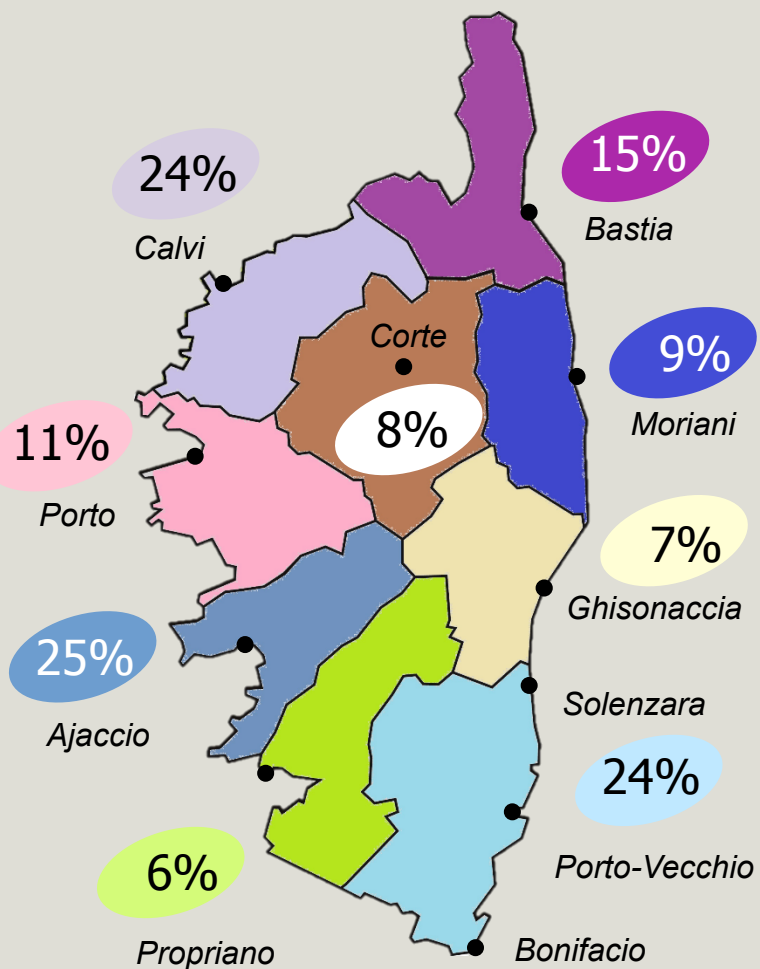 15%
Bastia
24%
Calvi
Corte
8%
9%
Moriani
11%
Porto
7%
Ghisonaccia
25%
Ajaccio
Solenzara
24%
Porto-Vecchio
6%
Propriano
Bonifacio